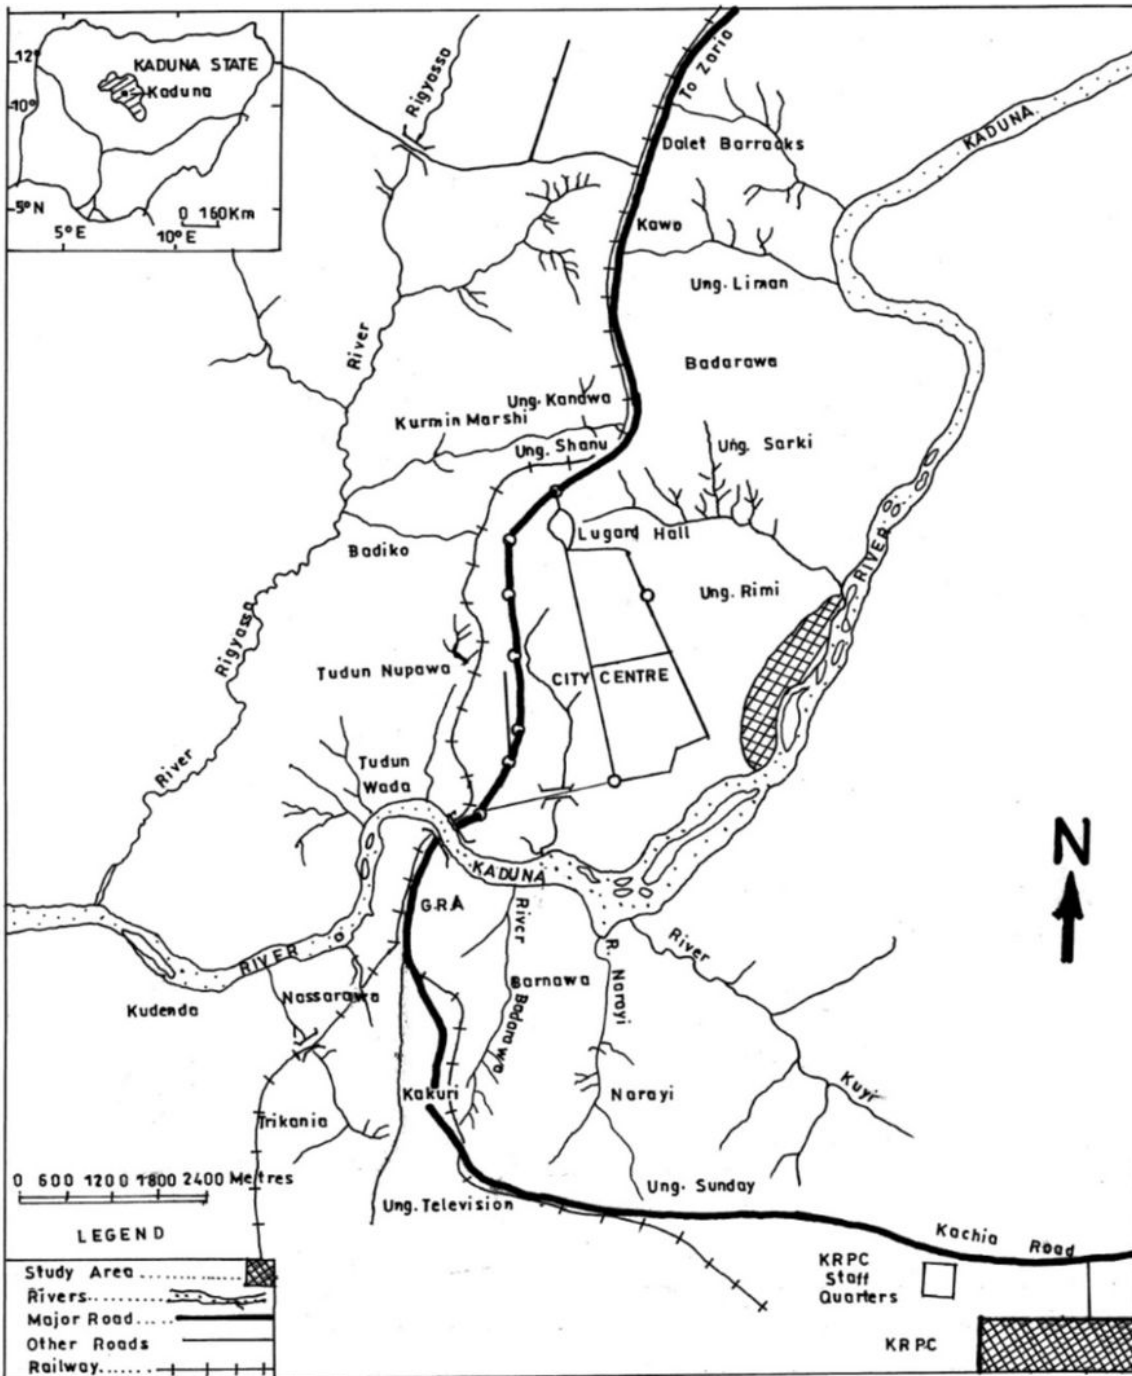 12°
KADUNA STATE
Kaduna
10°
5°N
0 160Km
5°E
10°E
Rigyassa
To Zaria
KADUNA
Dalet Barracks
Kawo
Ung. Liman
River
Badarawa
Ung. Kanawa
Kurmin Marshi
Ung. Shanu
Ung. Sarki
Lugard Hall
RIVER
Badiko
Ung. Rimi
Rigyassa
Tudun Nupawa
CITY CENTRE
River
Tudun
Wada
N
KADUNA
G.R.A
River
R. Narayi
River
RIVER
Nassarawa
Barnawa
Kudenda
Badarawa
Kakuri
Narayi
Kuyi
Trikania
0 600 1200 1800 2400 Metres
Ung. Sunday
Ung. Television
LEGEND
Kachia Road
Study Area
Rivers
Major Road
Other Roads
Railway
KRPC
Staff
Quarters
KRPC